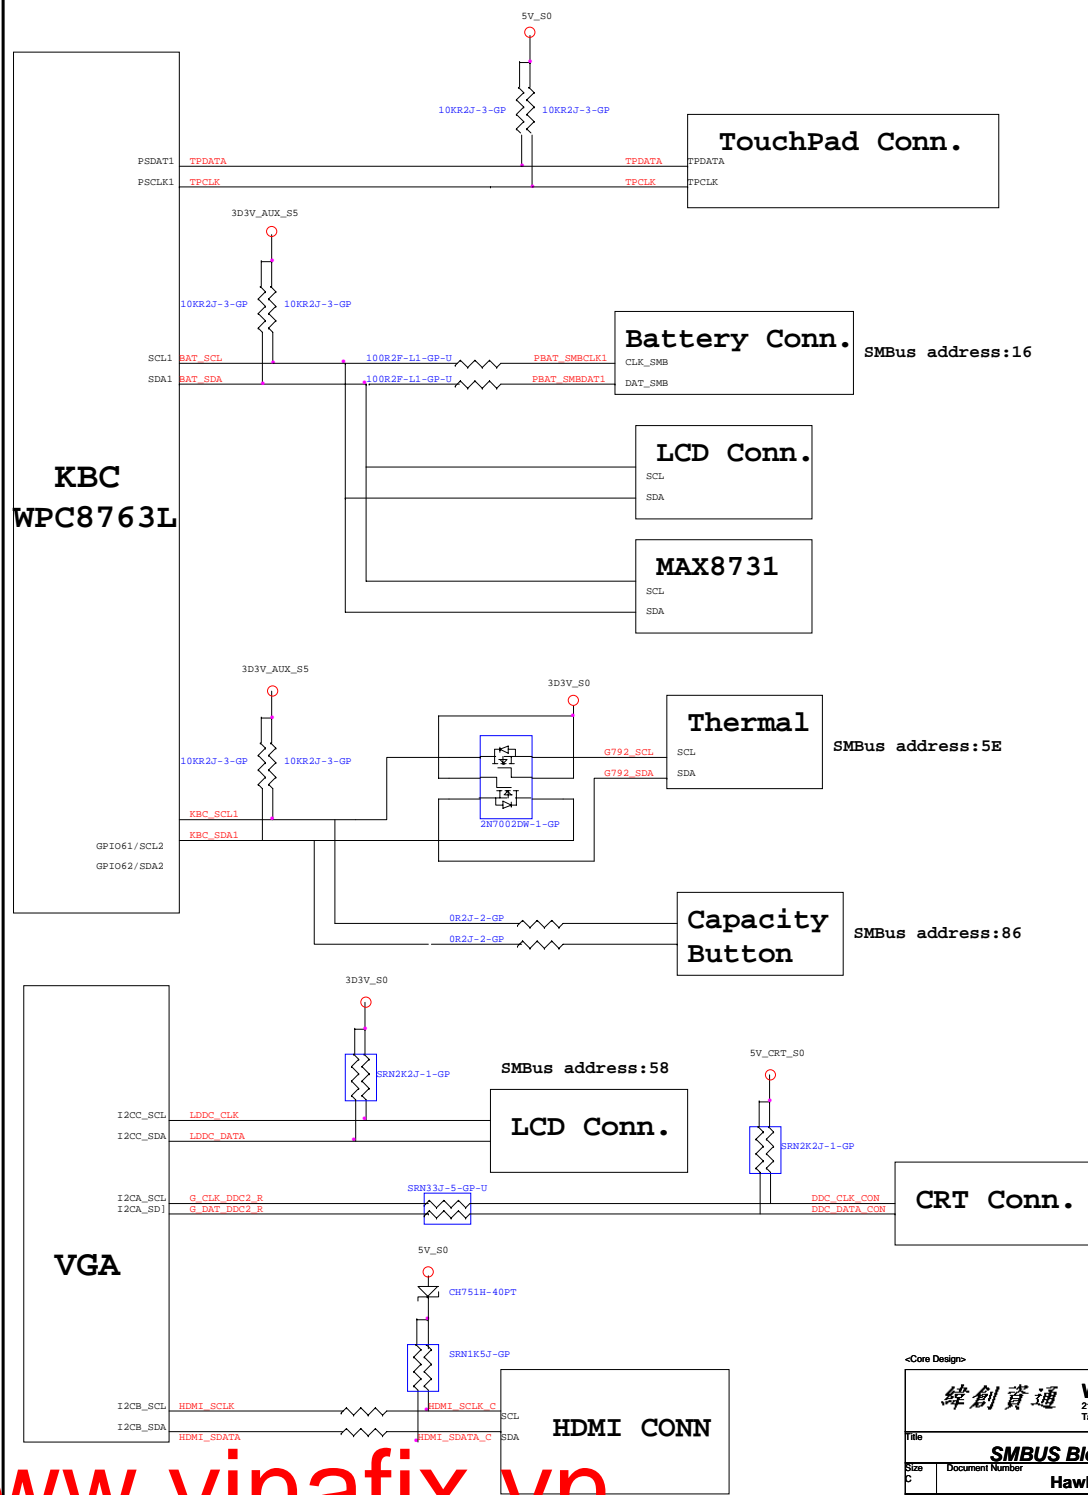 5V_S0
10KR2J-3-GP 10KR2J-3-GP
TouchPad Conn.
PSDAT1 TPDATA TPDATA TPDATA
PSCLK1 TPCLK TPCLK TPCLK
3D3V_AUX_S5
10KR2J-3-GP 10KR2J-3-GP
Battery Conn.
SMBus address:16
SCL1 BAT_SCL 100R2F-L1-GP-U PBAT_SMBCLK1 CLK_SMB
SDA1 BAT_SDA 100R2F-L1-GP-U PBAT_SMBDAT1 DAT_SMB
LCD Conn.
SCL
SDA
KBC
WPC8763L
MAX8731
SCL
SDA
3D3V_AUX_S5
3D3V_S0
Thermal
SMBus address:5E
10KR2J-3-GP 10KR2J-3-GP
G792_SCL SCL
G792_SDA SDA
2N7002DW-1-GP
KBC_SCL1
KBC_SDA1
GPIO61/SCL2
GPIO62/SDA2
Capacity
Button
0R2J-2-GP
0R2J-2-GP
SMBus address:86
3D3V_S0
SRN2K2J-1-GP
SMBus address:58
5V_CRT_S0
SRN2K2J-1-GP
I2CC_SCL LDDC_CLK
I2CC_SDA LDDC_DATA
LCD Conn.
SRN33J-5-GP-U
I2CA_SCL G_CLK_DDC2_R DDC_CLK_CON
I2CA_SD] G_DAT_DDC2_R DDC_DATA_CON
CRT Conn.
VGA
5V_S0
CH751H-40PT
SRN1K5J-GP
I2CB_SCL HDMI_SCLK HDMI_SCLK_C SCL
I2CB_SDA HDMI_SDATA HDMI_SDATA_C SDA
HDMI CONN
<Core Design>
緯創資通
Title
SMBUS Blo
Size
C
Document Number
Haw
ww.vinafix.vn